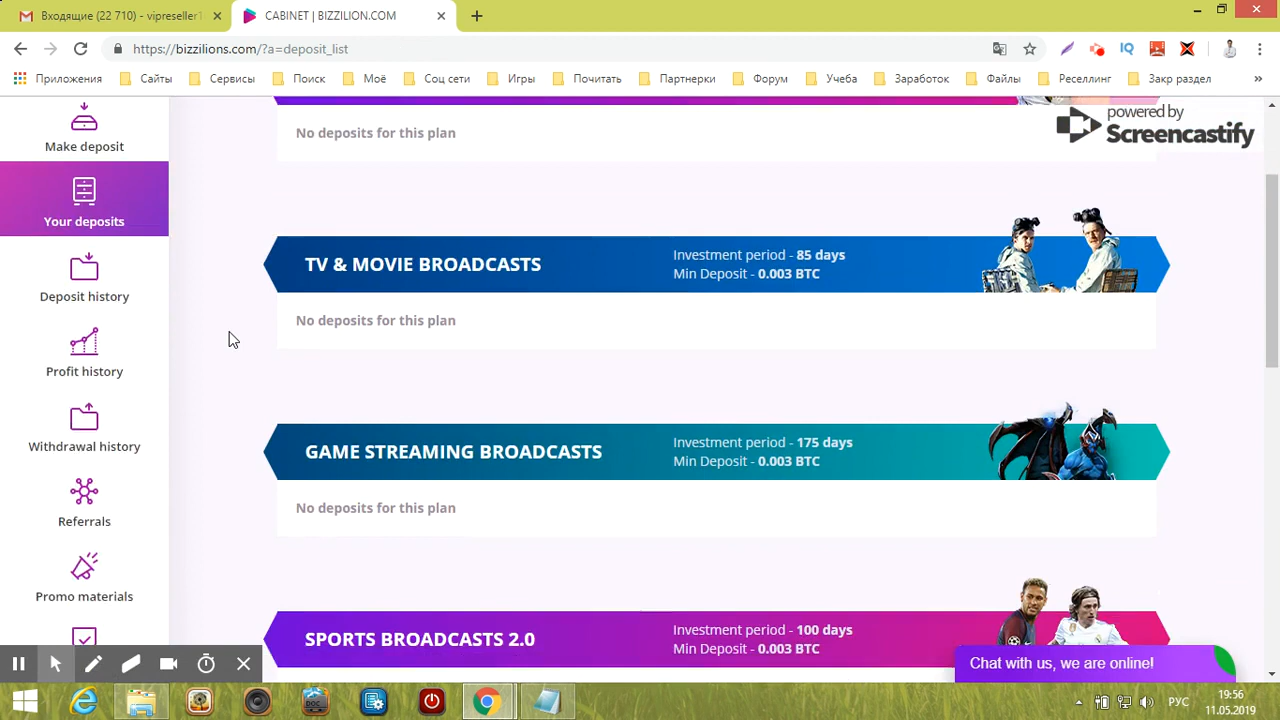 Входящие (22 710) - vipreseller1
CABINET | BIZZILION.COM
https://bizzilions.com/?a=deposit_list
Приложения Сайты Сервисы Поиск Моё Соц сети Игры Почитать Партнерки Форум Учеба Заработок Файлы Реселлинг Закр раздел »
powered by
Screencastify
Make deposit
No deposits for this plan
Your deposits
TV & MOVIE BROADCASTS
Investment period - 85 days
Min Deposit - 0.003 BTC
Deposit history
No deposits for this plan
Profit history
Withdrawal history
GAME STREAMING BROADCASTS
Investment period - 175 days
Min Deposit - 0.003 BTC
No deposits for this plan
Referrals
Promo materials
SPORTS BROADCASTS 2.0
Investment period - 100 days
Min Deposit - 0.003 BTC
Chat with us, we are online!
DOC
РУС
19:56
11.05.2019